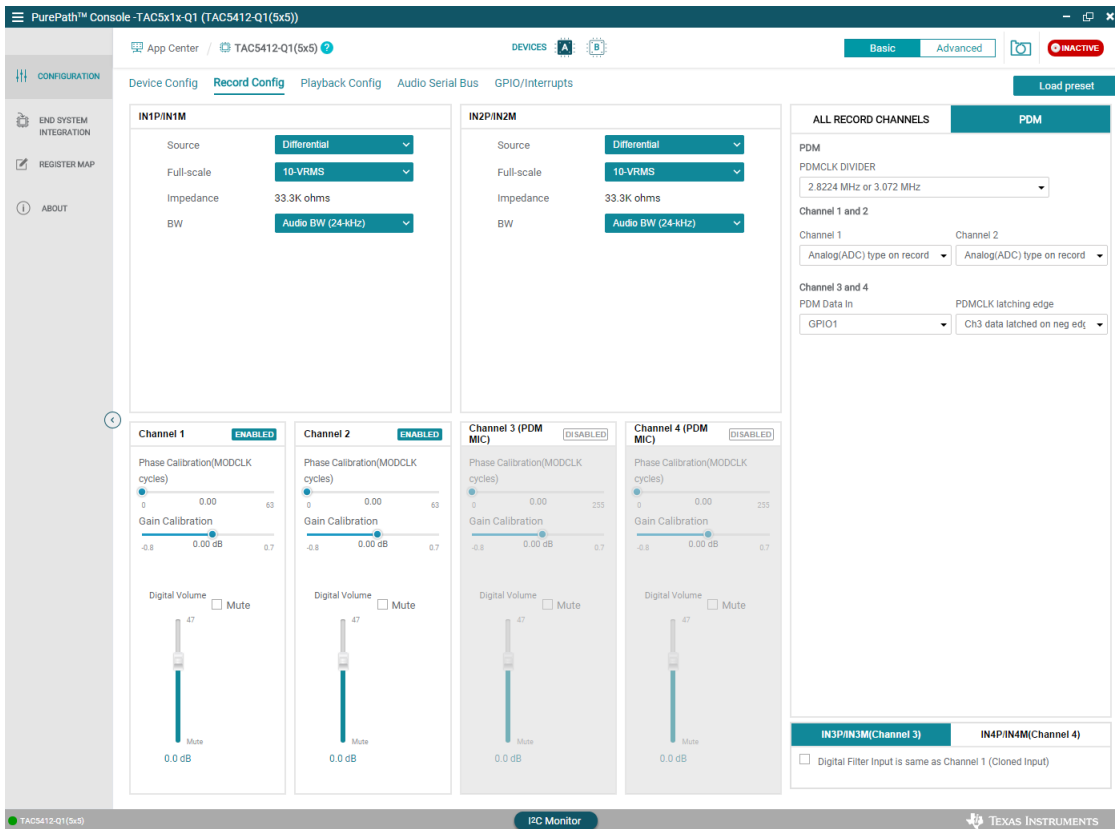 PurePath™ Console -TAC5x1x-Q1 (TAC5412-Q1(5x5))
App Center / TAC5412-Q1(5x5) ?
DEVICES A B
Basic Advanced
INACTIVE
CONFIGURATION
END SYSTEM
INTEGRATION
REGISTER MAP
ABOUT
Device Config Record Config Playback Config Audio Serial Bus GPIO/Interrupts
Load preset
IN1P/IN1M
Source Differential
Full-scale 10-VRMS
Impedance 33.3K ohms
BW Audio BW (24-kHz)
IN2P/IN2M
Source Differential
Full-scale 10-VRMS
Impedance 33.3K ohms
BW Audio BW (24-kHz)
ALL RECORD CHANNELS PDM
PDM
PDMCLK DIVIDER
2.8224 MHz or 3.072 MHz
Channel 1 and 2
Channel 1 Channel 2
Analog(ADC) type on record Analog(ADC) type on record
Channel 3 and 4
PDM Data In PDMCLK latching edge
GPIO1 Ch3 data latched on neg edg
Channel 1 ENABLED
Phase Calibration(MODCLK
cycles)
0 0.00 63
Gain Calibration
-0.8 0.00 dB 0.7
Digital Volume Mute
47
Mute
0.0 dB
Channel 2 ENABLED
Phase Calibration(MODCLK
cycles)
0 0.00 63
Gain Calibration
-0.8 0.00 dB 0.7
Digital Volume Mute
47
Mute
0.0 dB
Channel 3 (PDM
MIC) DISABLED
Phase Calibration(MODCLK
cycles)
0 0.00 255
Gain Calibration
-0.8 0.00 dB 0.7
Digital Volume Mute
47
Mute
0.0 dB
Channel 4 (PDM
MIC) DISABLED
Phase Calibration(MODCLK
cycles)
0 0.00 255
Gain Calibration
-0.8 0.00 dB 0.7
Digital Volume Mute
47
Mute
0.0 dB
IN3P/IN3M(Channel 3) IN4P/IN4M(Channel 4)
Digital Filter Input is same as Channel 1 (Cloned Input)
TAC5412-Q1(5x5)
I²C Monitor
TEXAS INSTRUMENTS